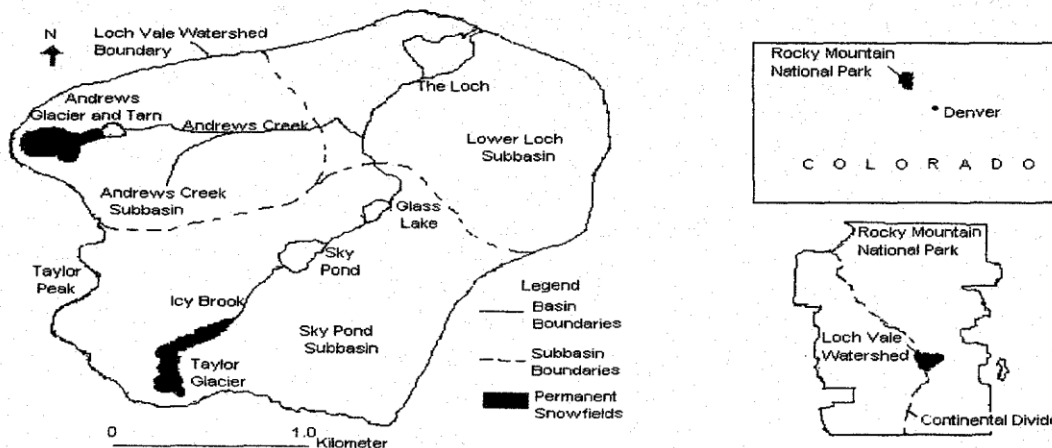 N
Loch Vale Watershed
Boundary
Andrews
Glacier and Tarn
Andrews Creek
The Loch
Lower Loch
Subbasin
Andrews Creek
Subbasin
Glass
Lake
Sky
Pond
Taylor
Peak
Icy Brook
Sky Pond
Subbasin
Taylor
Glacier
Legend
Basin
Boundaries
Subbasin
Boundaries
Permanent
Snowfields
0 1.0
Kilometer
Rocky Mountain
National Park
Denver
C O L O R A D O
Rocky Mountain
National Park
Loch Vale
Watershed
Continental Divide